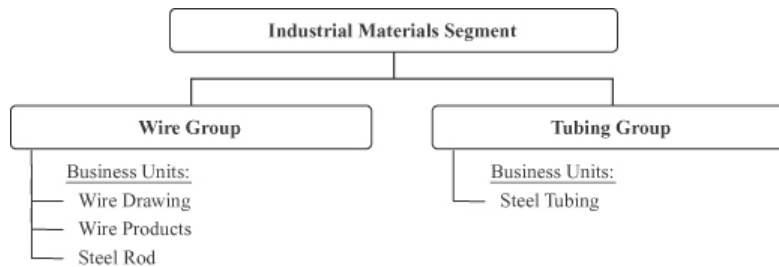 Industrial Materials Segment
Wire Group
Business Units:
Wire Drawing
Wire Products
Steel Rod
Tubing Group
Business Units:
Steel Tubing